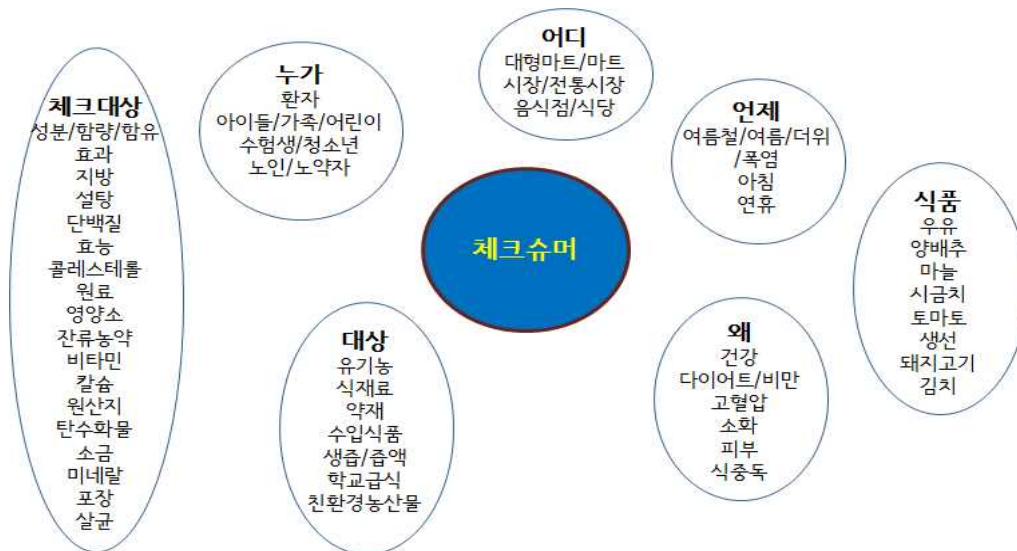 체크대상
성분/함량/함유
효과
지방
설탕
단백질
효능
콜레스테롤
원료
영양소
잔류농약
비타민
칼슘
원산지
탄수화물
소금
미네랄
포장
살균
누가
환자
아이들/가족/어린이
수험생/청소년
노인/노약자
어디
대형마트/마트
시장/전통시장
음식점/식당
언제
여름철/여름/더위
/폭염
아침
연휴
체크슈머
식품
우유
양배추
마늘
시금치
토마토
생선
돼지고기
김치
대상
유기농
식재료
약재
수입식품
생즙/즙액
학교급식
친환경농산물
왜
건강
다이어트/비만
고혈압
소화
피부
식중독